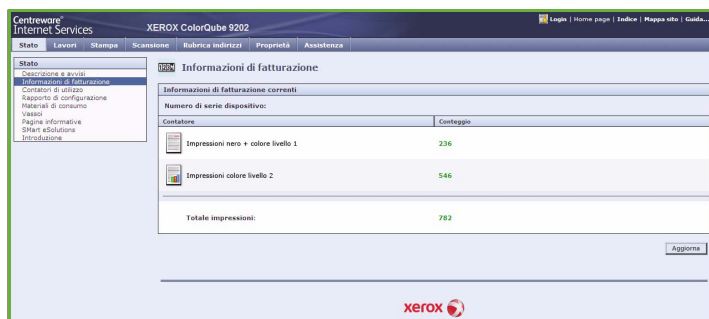 Centreware®
Internet Services
XEROX ColorQube 9202
Login | Home page | Indice | Mappa sito | Guida...
Stato Lavori Stampa Scansione Rubrica indirizzi Proprietà Assistenza
Stato
Descrizione e avvisi
Informazioni di fatturazione
Contatori di utilizzo
Rapporto di configurazione
Materiali di consumo
Vassoi
Pagine informative
SMart eSolutions
Introduzione
Informazioni di fatturazione
Informazioni di fatturazione correnti
Numero di serie dispositivo:
Contatore Conteggio
Impressioni nero + colore livello 1 236
Impressioni colore livello 2 546
Totale impressioni: 782
Aggiorna
xerox